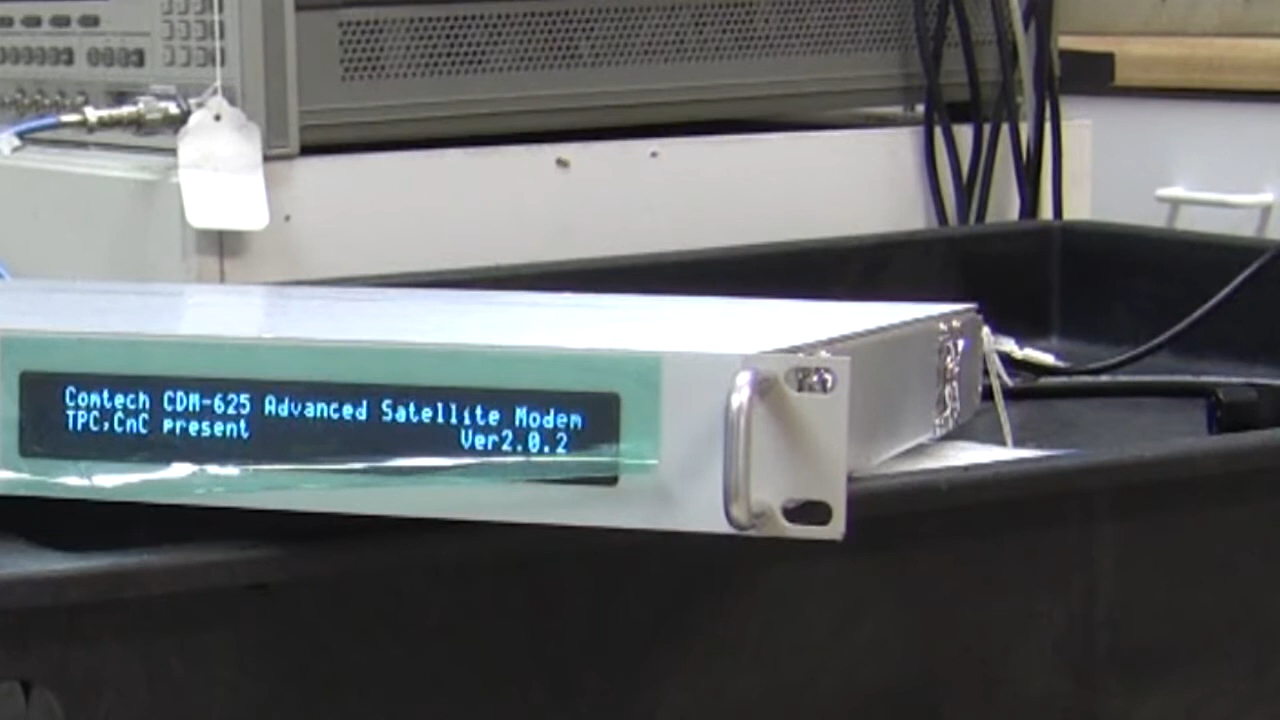 Comtech CDM-625 Advanced Satellite Modem
TPC,CnC present Ver2.0.2